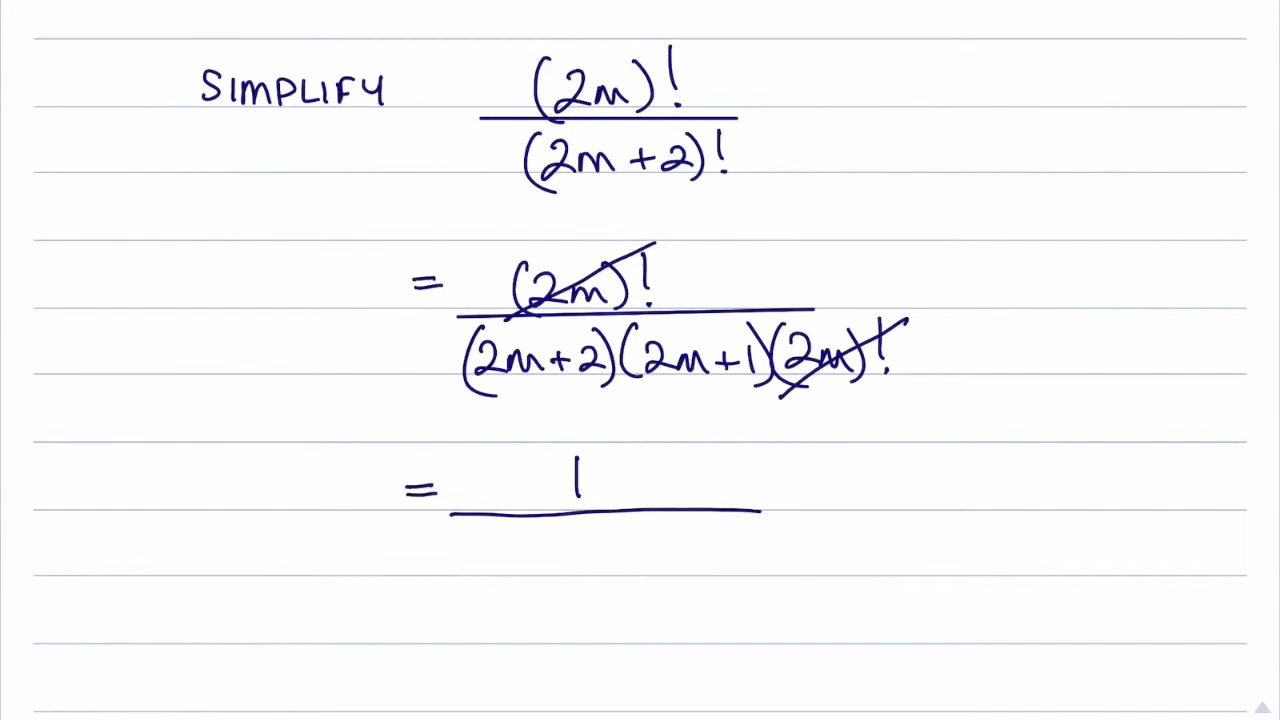 SIMPLIFY (2m)!
(2m+2)!
= (2m)!
(2m+2)(2m+1)(2m)!
= 1